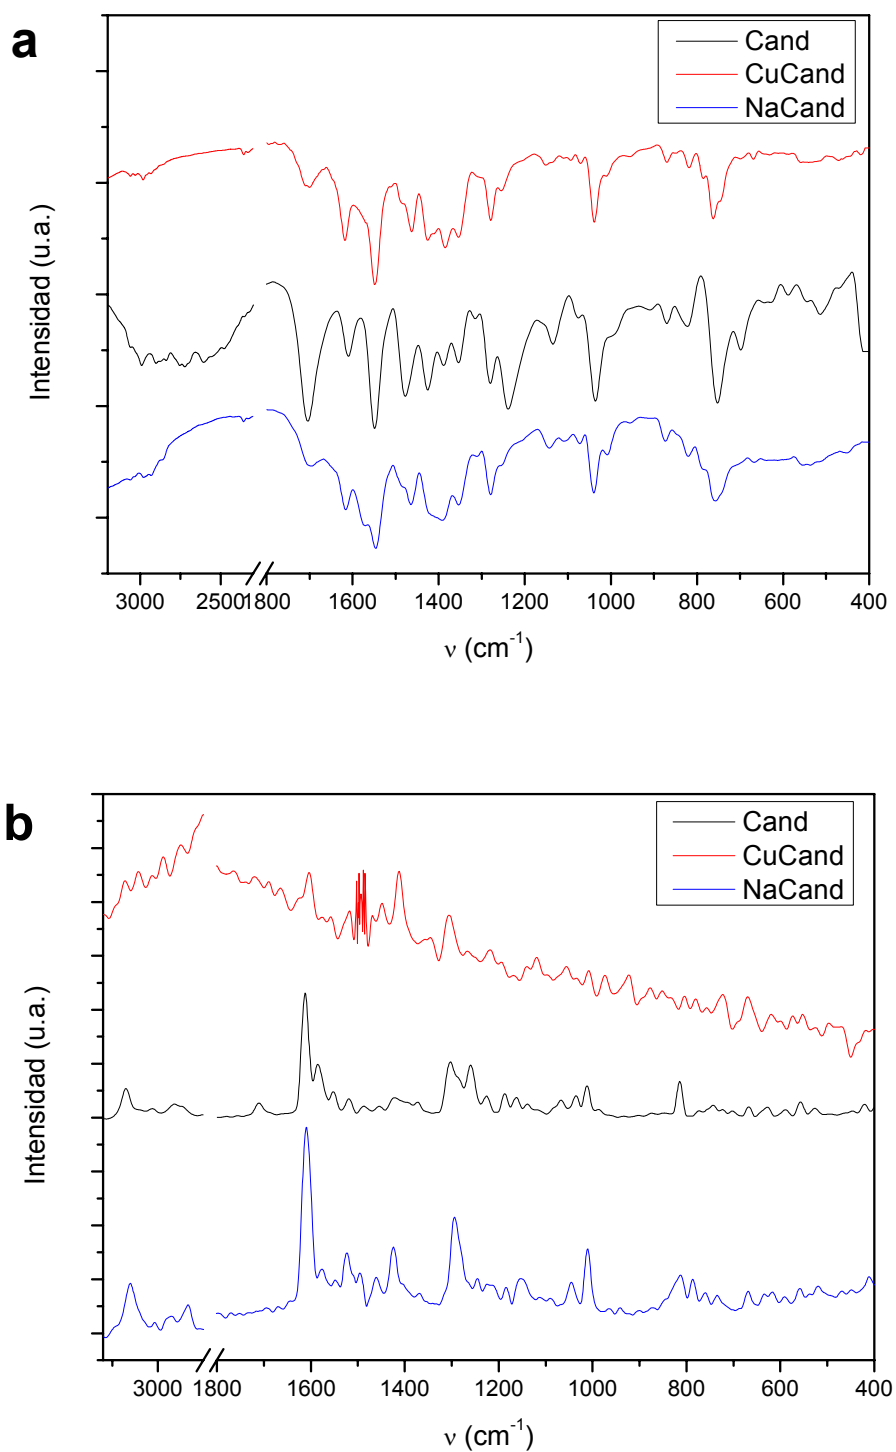 a
Cand
CuCand
NaCand
Intensidad (u.a.)
3000 2500 1800 1600 1400 1200 1000 800 600 400
ν (cm⁻¹)
b
Cand
CuCand
NaCand
Intensidad (u.a.)
3000 1800 1600 1400 1200 1000 800 600 400
ν (cm⁻¹)